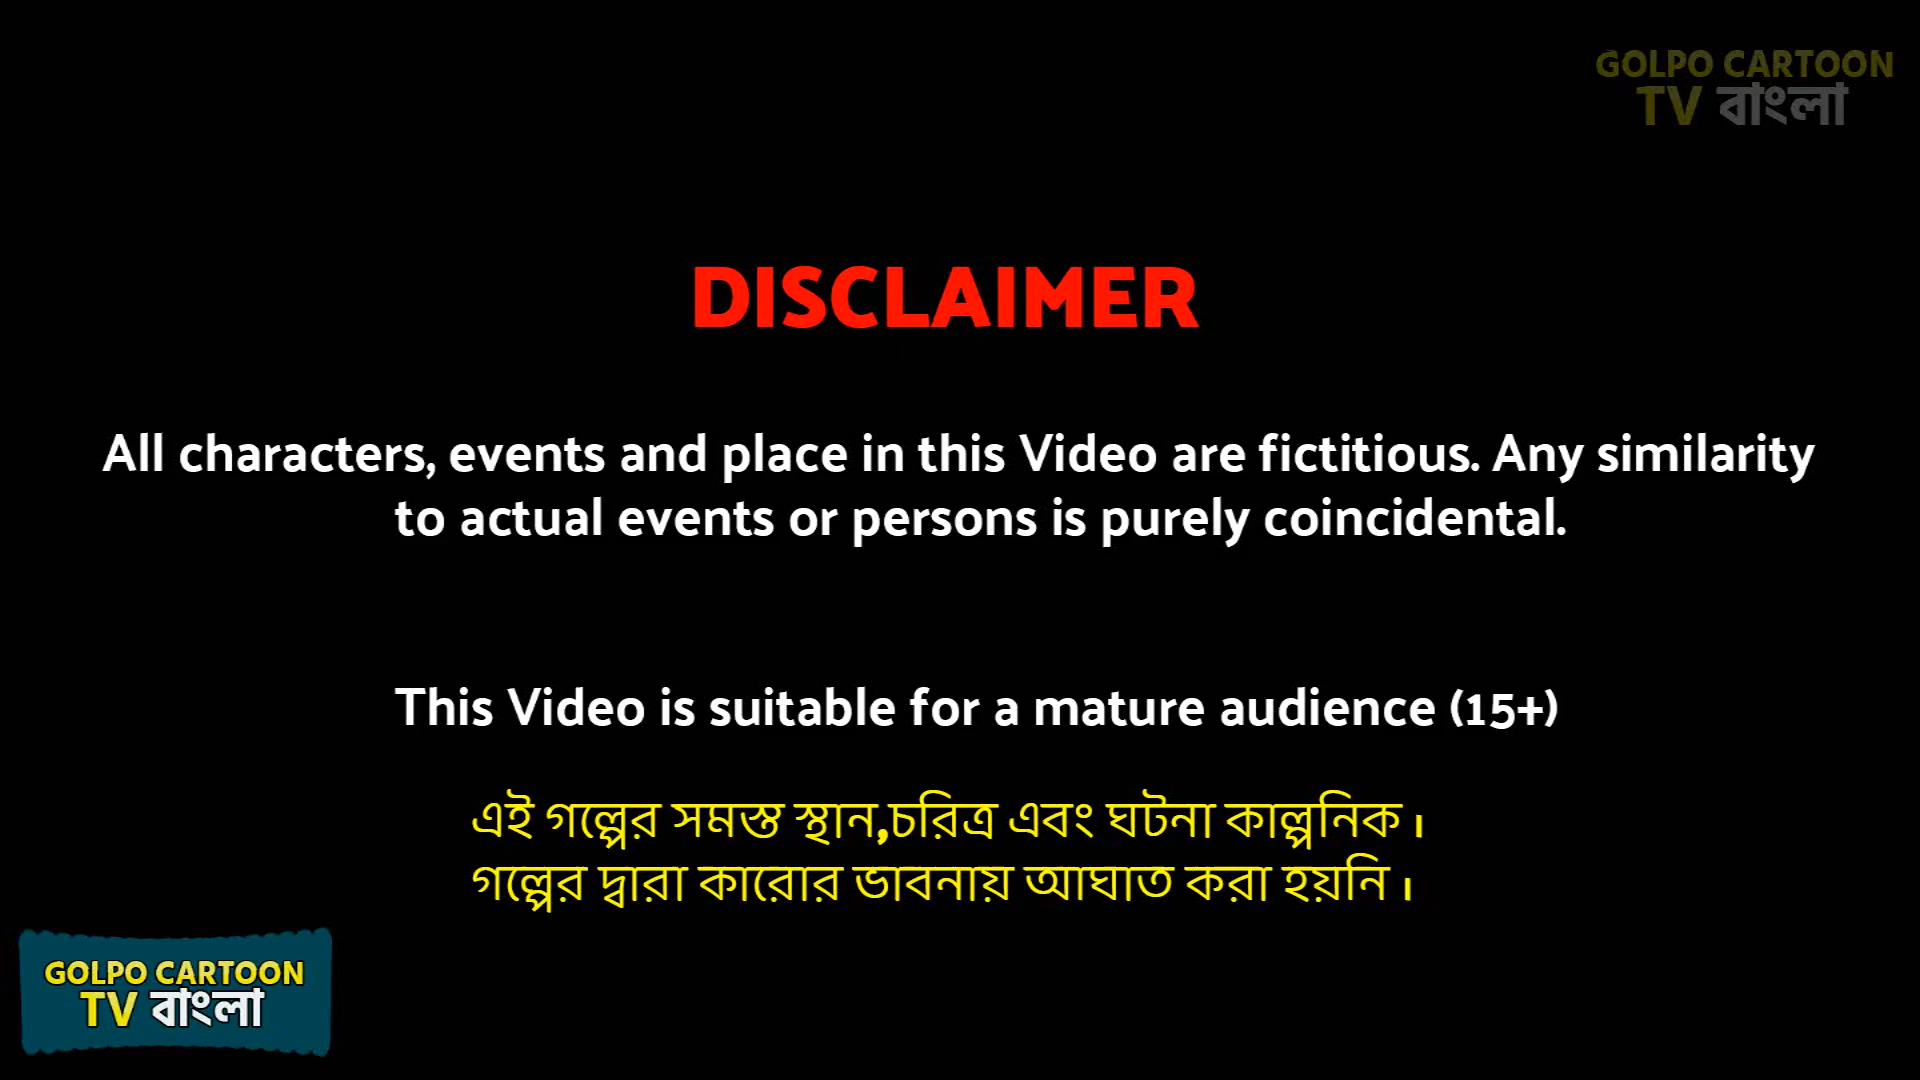 GOLPO CARTOON
TV বাংলা
DISCLAIMER
All characters, events and place in this Video are fictitious. Any similarity
to actual events or persons is purely coincidental.
This Video is suitable for a mature audience (15+)
এই গল্পের সমস্ত স্থান,চরিত্র এবং ঘটনা কাল্পনিক।
গল্পের দ্বারা কারোর ভাবনায় আঘাত করা হয়নি।
GOLPO CARTOON
TV বাংলা